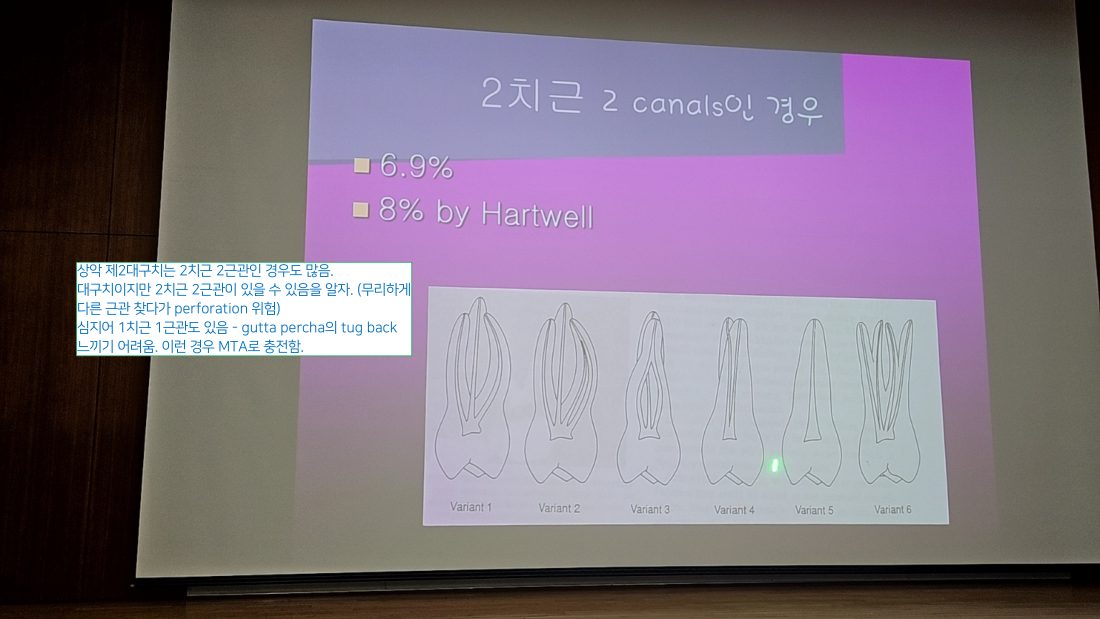 2치근 2 canals인 경우
6.9%
8% by Hartwell
상악 제2대구치는 2치근 2근관인 경우도 많음.
대구치이지만 2치근 2근관이 있을 수 있음을 알자. (무리하게
다른 근관 찾다가 perforation 위험)
심지어 1치근 1근관도 있음 - gutta percha의 tug back
느끼기 어려움. 이런 경우 MTA로 충전함.
Variant 1 Variant 2 Variant 3 Variant 4 Variant 5 Variant 6